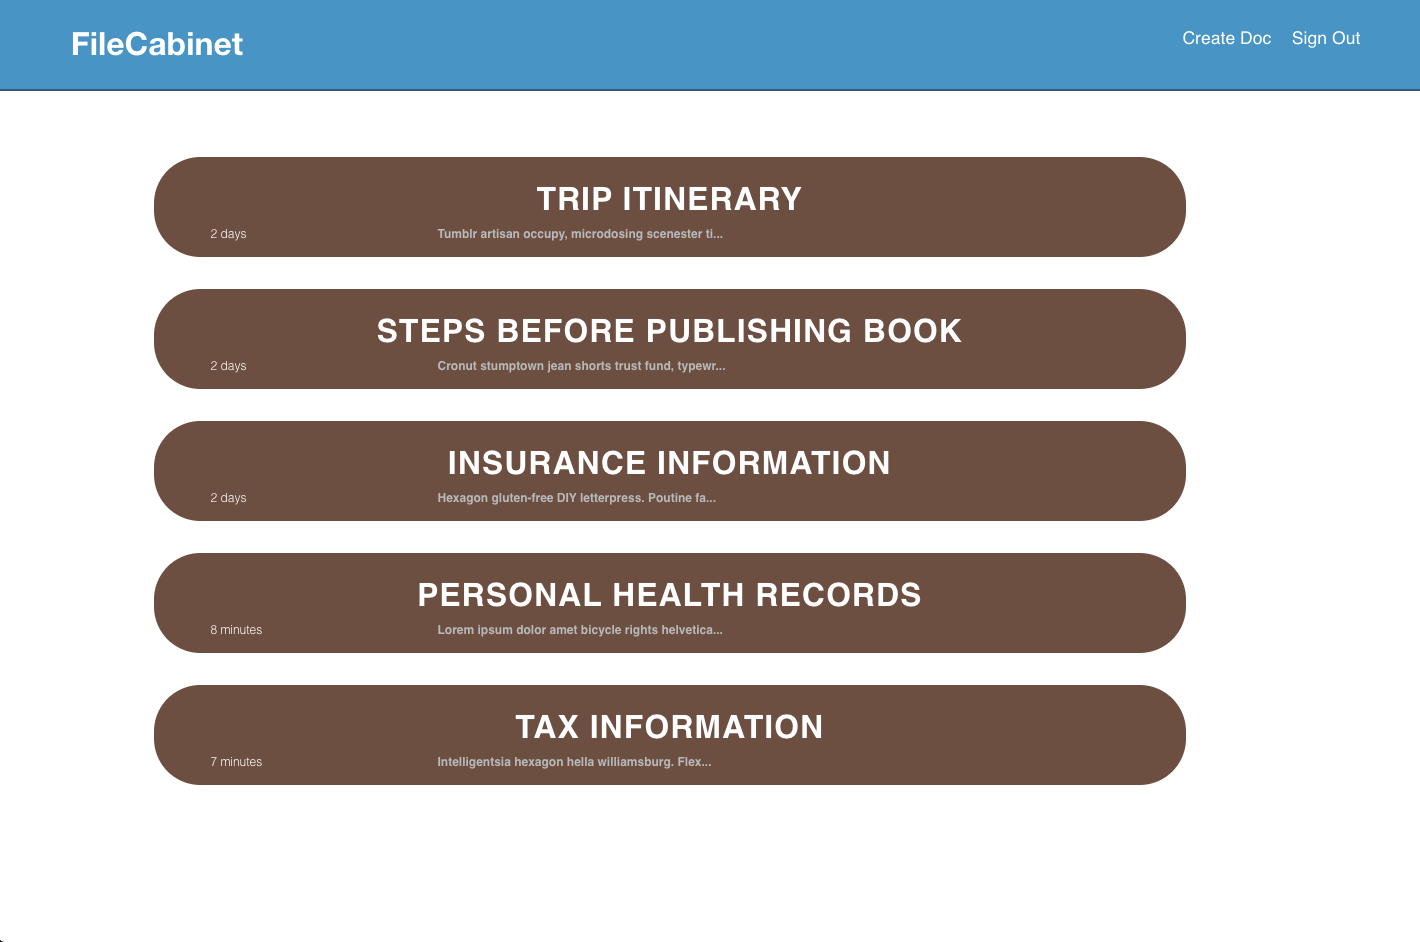 FileCabinet
Create Doc Sign Out
TRIP ITINERARY
2 days Tumblr artisan occupy, microdosing scenester ti...
STEPS BEFORE PUBLISHING BOOK
2 days Cronut stumptown jean shorts trust fund, typewr...
INSURANCE INFORMATION
2 days Hexagon gluten-free DIY letterpress. Poutine fa...
PERSONAL HEALTH RECORDS
8 minutes Lorem ipsum dolor amet bicycle rights helvetica...
TAX INFORMATION
7 minutes Intelligentsia hexagon hella williamsburg. Flex...